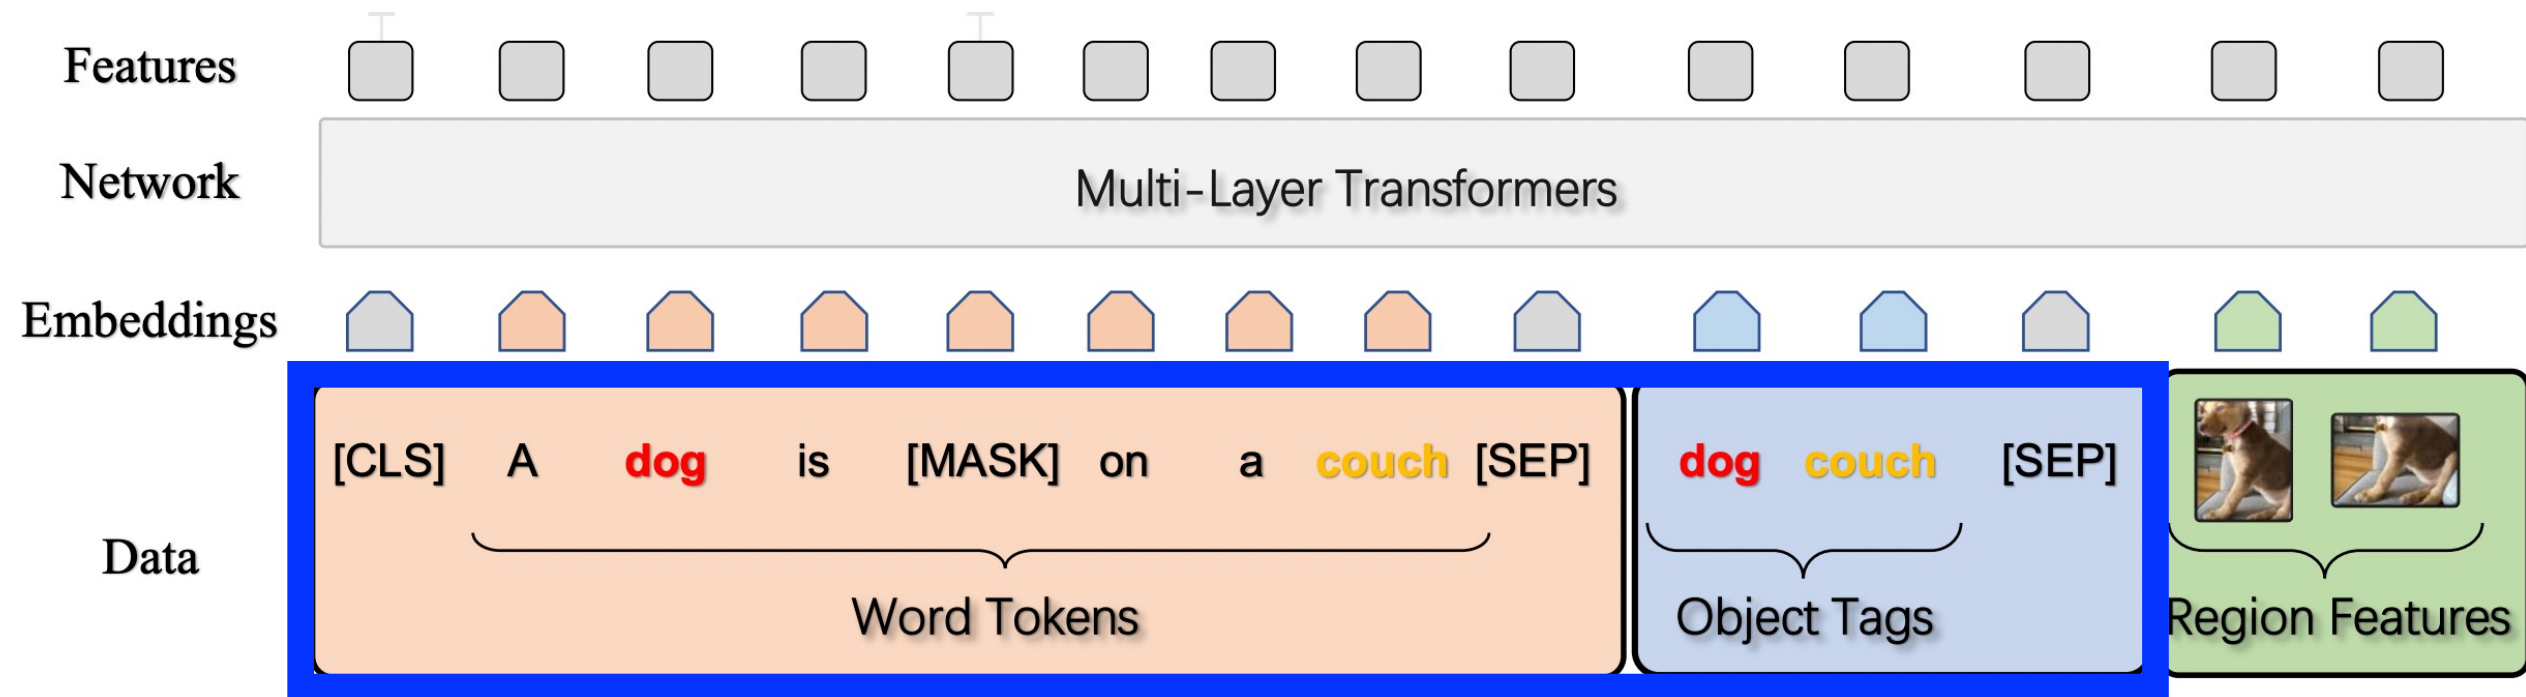 Features
Network
Multi-Layer Transformers
Embeddings
[CLS] A dog is [MASK] on a couch [SEP] dog couch [SEP]
Data
Word Tokens Object Tags Region Features